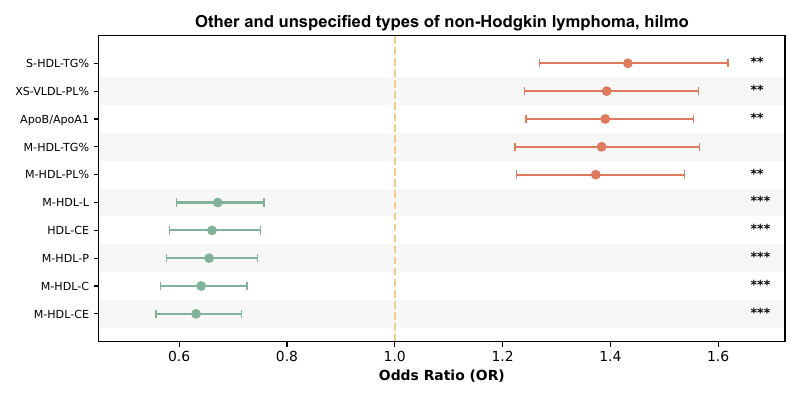 Other and unspecified types of non-Hodgkin lymphoma, hilmo
S-HDL-TG% **
XS-VLDL-PL% **
ApoB/ApoA1 **
M-HDL-TG%
M-HDL-PL% **
M-HDL-L ***
HDL-CE ***
M-HDL-P ***
M-HDL-C ***
M-HDL-CE ***
0.6 0.8 1.0 1.2 1.4 1.6
Odds Ratio (OR)